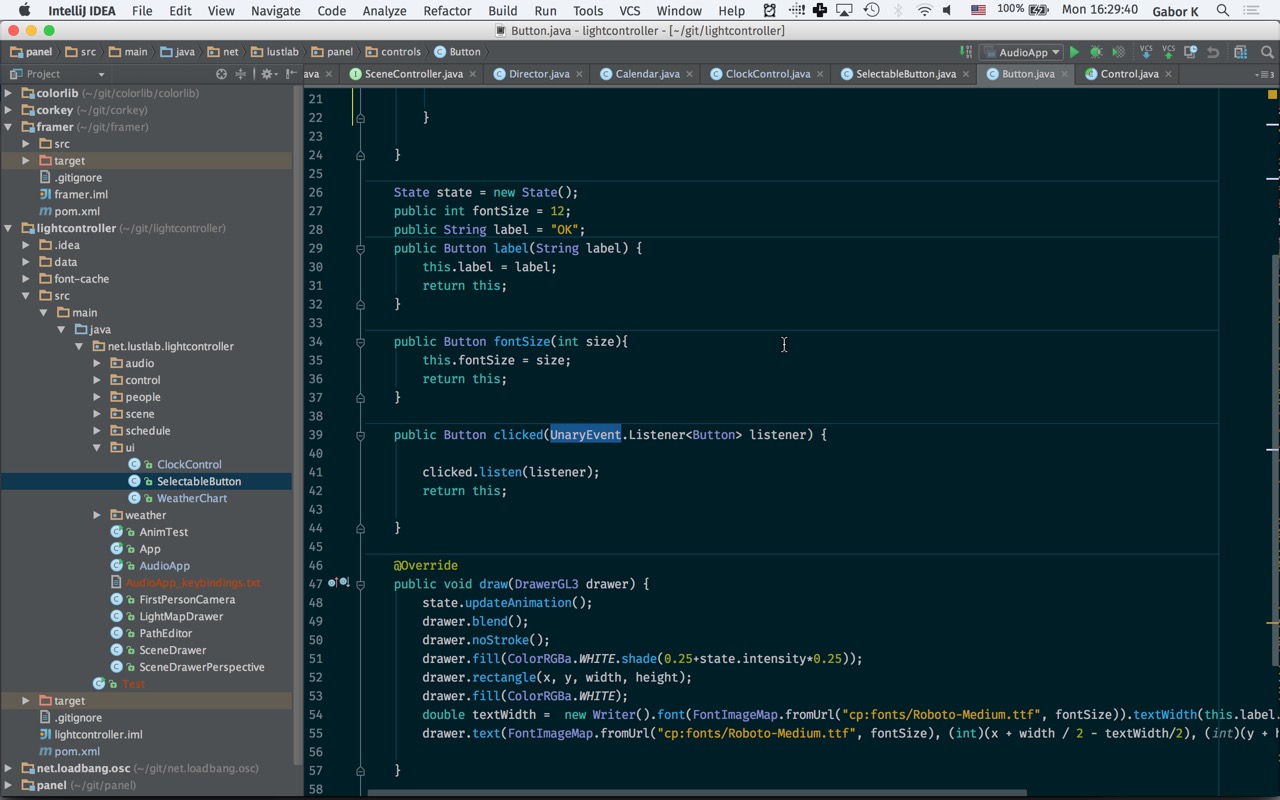 IntelliJ IDEA File Edit View Navigate Code Analyze Refactor Build Run Tools VCS Window Help 100% Mon 16:29:40 Gabor K
Button.java - lightcontroller - [~/git/lightcontroller]
panel src main java net lustlab panel controls Button AudioApp VCS VCS
Project
ava SceneController.java Director.java Calendar.java ClockControl.java SelectableButton.java Button.java Control.java
colorlib (~/git/colorlib/colorlib)
corkey (~/git/corkey)
framer (~/git/framer)
src
target
.gitignore
framer.iml
pom.xml
lightcontroller (~/git/lightcontroller)
.idea
data
font-cache
src
main
java
net.lustlab.lightcontroller
audio
control
people
scene
schedule
ui
ClockControl
SelectableButton
WeatherChart
weather
AnimTest
App
AudioApp
AudioApp_keybindings.txt
FirstPersonCamera
LightMapDrawer
PathEditor
SceneDrawer
SceneDrawerPerspective
Test
target
.gitignore
lightcontroller.iml
pom.xml
net.loadbang.osc (~/git/net.loadbang.osc)
panel (~/git/panel)
21
22 }
23
24 }
25
26 State state = new State();
27 public int fontSize = 12;
28 public String label = "OK";
29 public Button label(String label) {
30 this.label = label;
31 return this;
32 }
33
34 public Button fontSize(int size){
35 this.fontSize = size;
36 return this;
37 }
38
39 public Button clicked(UnaryEvent.Listener<Button> listener) {
40
41 clicked.listen(listener);
42 return this;
43
44 }
45
46 @Override
47 public void draw(DrawerGL3 drawer) {
48 state.updateAnimation();
49 drawer.blend();
50 drawer.noStroke();
51 drawer.fill(ColorRGBa.WHITE.shade(0.25+state.intensity*0.25));
52 drawer.rectangle(x, y, width, height);
53 drawer.fill(ColorRGBa.WHITE);
54 double textWidth = new Writer().font(FontImageMap.fromUrl("cp:fonts/Roboto-Medium.ttf", fontSize)).textWidth(this.label.
55 drawer.text(FontImageMap.fromUrl("cp:fonts/Roboto-Medium.ttf", fontSize), (int)(x + width / 2 - textWidth/2), (int)(y + h
56
57 }
58